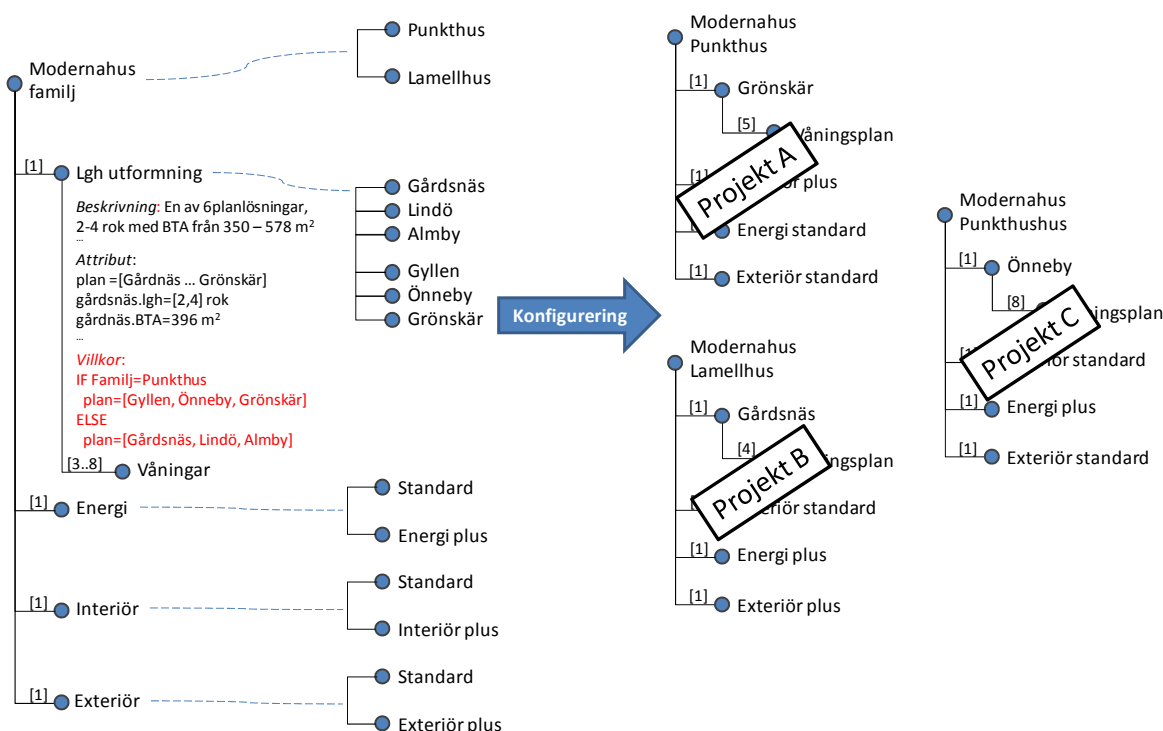 Modernahus
familj
Punkthus
Lamellhus
[1]
Lgh utformning
Beskrivning: En av 6planlösningar,
2-4 rok med BTA från 350 – 578 m²
...
Attribut:
plan =[Gårdnäs ... Grönskär]
gårdsnäs.lgh=[2,4] rok
gårdnäs.BTA=396 m²
...
Villkor:
IF Familj=Punkthus
plan=[Gyllen, Önneby, Grönskär]
ELSE
plan=[Gårdsnäs, Lindö, Almby]
[3..8]
Våningar
Gårdsnäs
Lindö
Almby
Gyllen
Önneby
Grönskär
[1]
Energi
Standard
Energi plus
[1]
Interiör
Standard
Interiör plus
[1]
Exteriör
Standard
Exteriör plus
Konfigurering
Modernahus
Punkthus
[1]
Grönskär
[5]
Våningsplan
plus
Projekt A
Energi standard
[1]
Exteriör standard
Modernahus
Lamellhus
[1]
Gårdsnäs
[4]
standard
Projekt B
[1]
Energi plus
[1]
Exteriör plus
Modernahus
Punkthushus
[1]
Önneby
[8]
standard
Projekt C
[1]
Energi plus
[1]
Exteriör standard